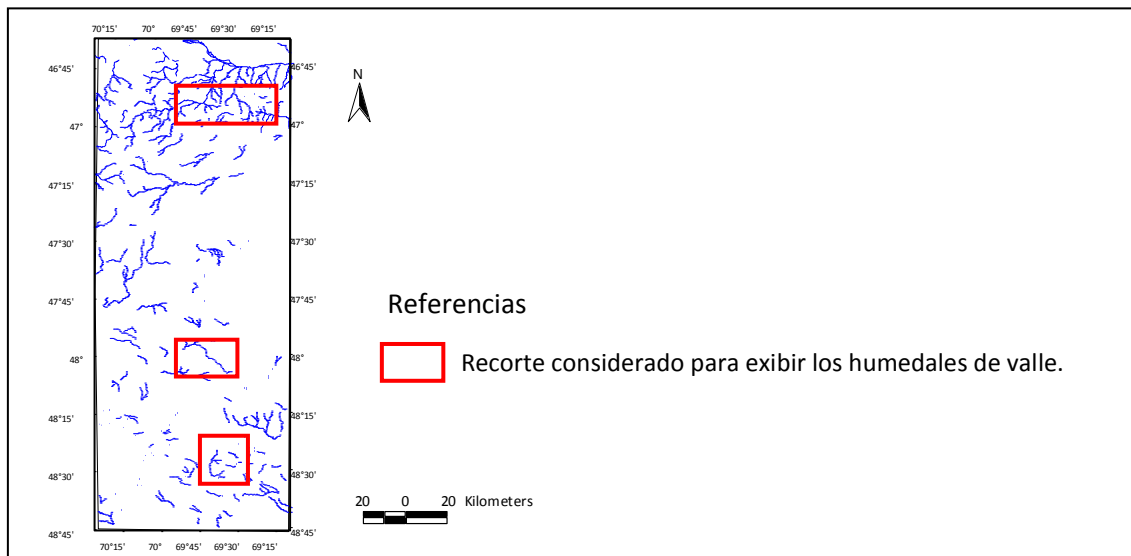 70°15' 70° 69°45' 69°30' 69°15'
46°45' 46°45'
N
47° 47°
47°15' 47°15'
47°30' 47°30'
47°45' 47°45'
Referencias
48° 48°
Recorte considerado para exibir los humedales de valle.
48°15' 48°15'
48°30' 48°30'
20 0 20 Kilometers
48°45' 48°45'
70°15' 70° 69°45' 69°30' 69°15'